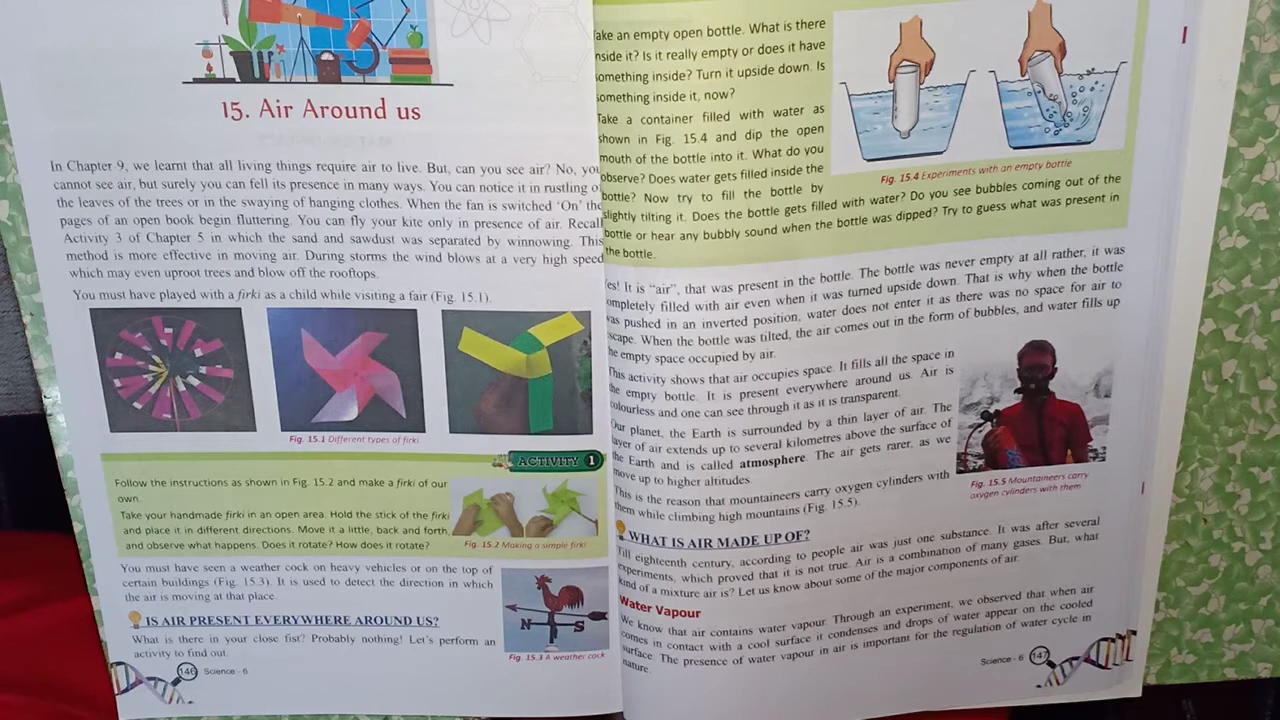 15. Air Around us
In Chapter 9, we learnt that all living things require air to live. But, can you see air? No, you
cannot see air, but surely you can fell its presence in many ways. You can notice it in rustling of
the leaves of the trees or in the swaying of hanging clothes. When the fan is switched ‘On’ the
pages of an open book begin fluttering. You can fly your kite only in presence of air. Recall
Activity 3 of Chapter 5 in which the sand and sawdust was separated by winnowing. This
method is more effective in moving air. During storms the wind blows at a very high speed
which may even uproot trees and blow off the rooftops.
You must have played with a firki as a child while visiting a fair (Fig. 15.1).
Fig. 15.1 Different types of firki
ACTIVITY 1
Follow the instructions as shown in Fig. 15.2 and make a firki of our
own.
Take your handmade firki in an open area. Hold the stick of the firki
and place it in different directions. Move it a little, back and forth,
and observe what happens. Does it rotate? How does it rotate?
Fig. 15.2 Making a simple firki
You must have seen a weather cock on heavy vehicles or on the top of
certain buildings (Fig. 15.3). It is used to detect the direction in which
the air is moving at that place.
N S
Fig. 15.3 A weather cock
IS AIR PRESENT EVERYWHERE AROUND US?
What is there in your close fist? Probably nothing! Let’s perform an
activity to find out.
146 Science - 6
ake an empty open bottle. What is there
nside it? Is it really empty or does it have
omething inside? Turn it upside down. Is
something inside it, now?
Take a container filled with water as
shown in Fig. 15.4 and dip the open
mouth of the bottle into it. What do you
observe? Does water gets filled inside the
bottle? Now try to fill the bottle by
slightly tilting it. Does the bottle gets filled with water? Do you see bubbles coming out of the
bottle or hear any bubbly sound when the bottle was dipped? Try to guess what was present in
the bottle.
Fig. 15.4 Experiments with an empty bottle
es! It is “air”, that was present in the bottle. The bottle was never empty at all rather, it was
ompletely filled with air even when it was turned upside down. That is why when the bottle
was pushed in an inverted position, water does not enter it as there was no space for air to
scape. When the bottle was tilted, the air comes out in the form of bubbles, and water fills up
he empty space occupied by air.
This activity shows that air occupies space. It fills all the space in
the empty bottle. It is present everywhere around us. Air is
colourless and one can see through it as it is transparent.
Our planet, the Earth is surrounded by a thin layer of air. The
layer of air extends up to several kilometres above the surface of
the Earth and is called atmosphere. The air gets rarer, as we
move up to higher altitudes.
This is the reason that mountaineers carry oxygen cylinders with
them while climbing high mountains (Fig. 15.5).
Fig. 15.5 Mountaineers carry
oxygen cylinders with them
WHAT IS AIR MADE UP OF?
Till eighteenth century, according to people air was just one substance. It was after several
experiments, which proved that it is not true. Air is a combination of many gases. But, what
kind of a mixture air is? Let us know about some of the major components of air.
Water Vapour
We know that air contains water vapour. Through an experiment, we observed that when air
comes in contact with a cool surface it condenses and drops of water appear on the cooled
surface. The presence of water vapour in air is important for the regulation of water cycle in
nature.
Science - 6 147